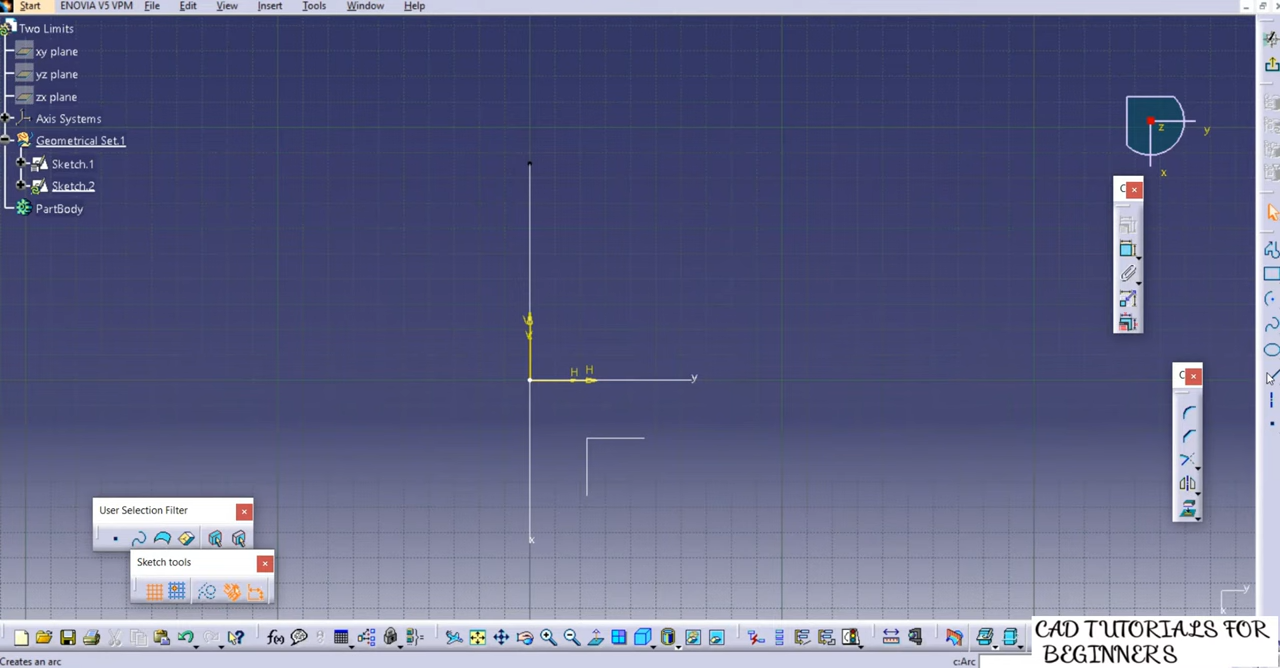 Start ENOVIA V5 VPM File Edit View Insert Tools Window Help
Two Limits
xy plane
yz plane
zx plane
Axis Systems
Geometrical Set.1
Sketch.1
Sketch.2
PartBody
z
y
x
H H
y
x
User Selection Filter
Sketch tools
f(x)
y
x
Creates an arc
c:Arc
CAD TUTORIALS FOR
BEGINNERS